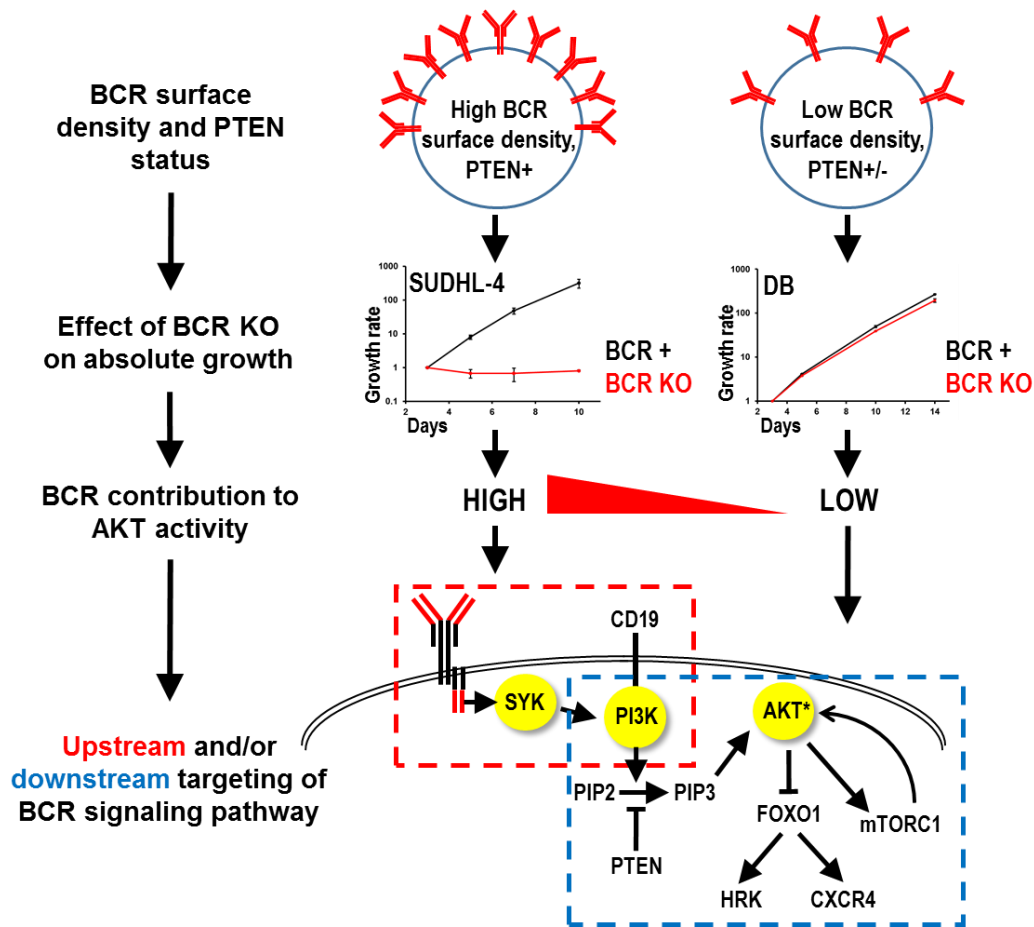 BCR surface
density and PTEN
status
High BCR
surface density,
PTEN+
Low BCR
surface density,
PTEN+/-
Effect of BCR KO
on absolute growth
SUDHL-4
Growth rate
1000
100
10
1
0.1
2
4
6
8
10
Days
BCR +
BCR KO
DB
Growth rate
1000
100
10
1
2
4
6
8
10
12
14
Days
BCR +
BCR KO
BCR contribution to
AKT activity
HIGH
LOW
Upstream and/or
downstream targeting of
BCR signaling pathway
CD19
SYK
PI3K
AKT*
PIP2
PIP3
FOXO1
mTORC1
PTEN
HRK
CXCR4